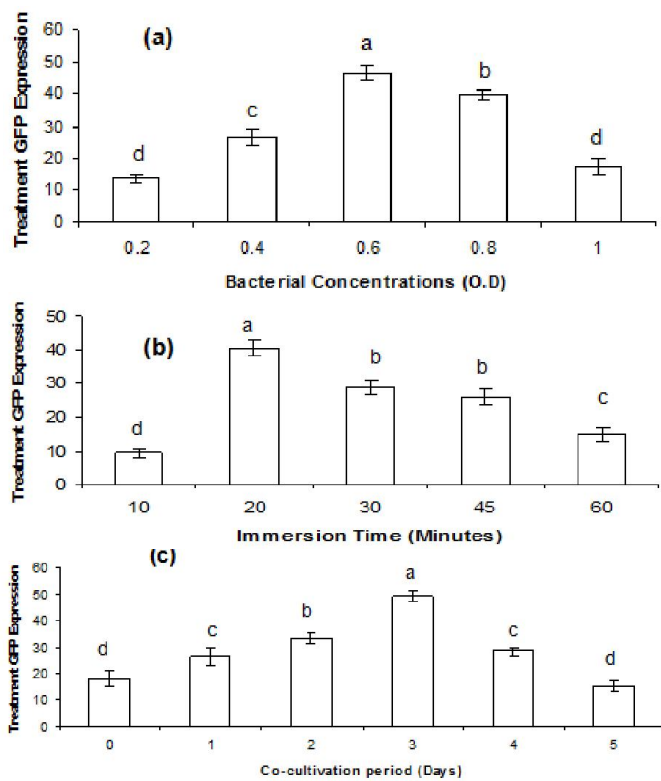 (a)
Treatment GFP Expression
60
50
40
30
20
10
0
d
c
a
b
d
0.2 0.4 0.6 0.8 1
Bacterial Concentrations (O.D)
(b)
Treatment GFP Expression
50
40
30
20
10
0
d
a
b
b
c
10 20 30 45 60
Immersion Time (Minutes)
(c)
Treatment GFP Expression
60
50
40
30
20
10
0
d
c
b
a
c
d
0 1 2 3 4 5
Co-cultivation period (Days)